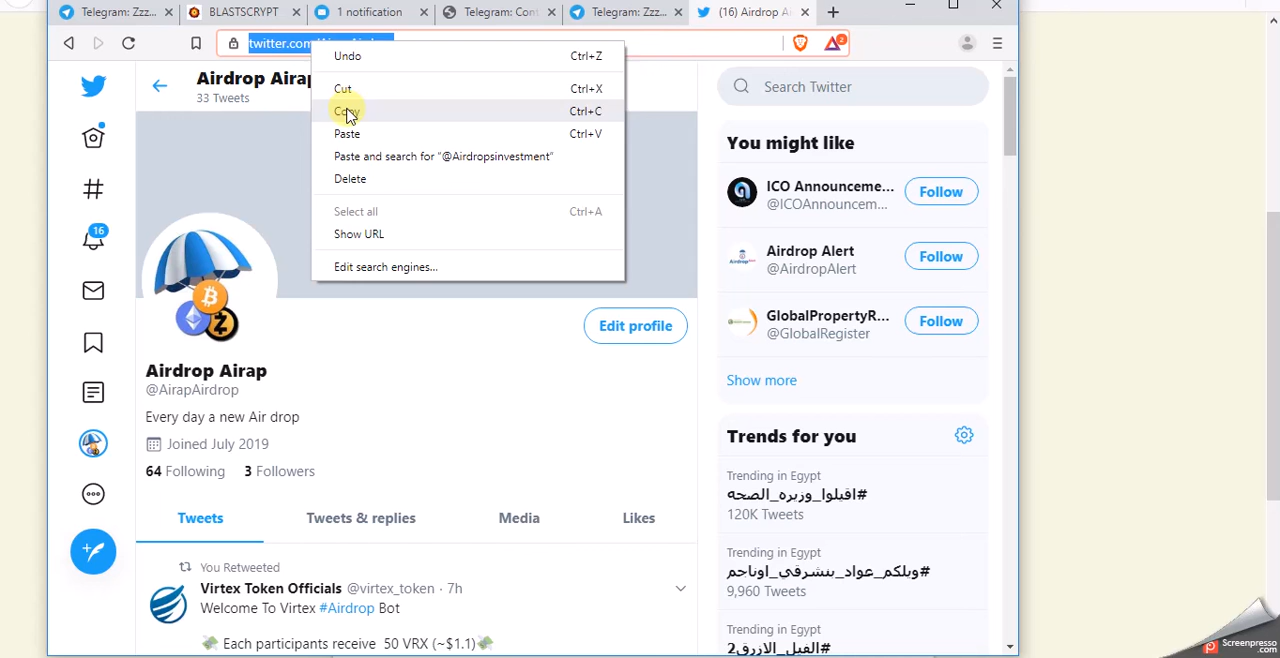 Telegram: Zzz...
BLASTSCRYPT
1 notification
Telegram: Con
Telegram: Zzz...
(16) Airdrop A
twitter.com
2
Undo Ctrl+Z
Cut Ctrl+X
Copy Ctrl+C
Paste Ctrl+V
Paste and search for “@Airdropsinvestment”
Delete
Select all Ctrl+A
Show URL
Edit search engines...
Airdrop Airap
33 Tweets
16
Edit profile
Airdrop Airap
@AirapAirdrop
Every day a new Air drop
Joined July 2019
64 Following 3 Followers
Tweets Tweets & replies Media Likes
You Retweeted
Virtex Token Officials @virtex_token · 7h
Welcome To Virtex #Airdrop Bot
Each participants receive 50 VRX (~$1.1)
Search Twitter
You might like
ICO Announceme...
@ICOAnnouncem...
Follow
Airdrop Alert
@AirdropAlert
Follow
GlobalPropertyR...
@GlobalRegister
Follow
Show more
Trends for you
Trending in Egypt
#اقيلوا_وزيره_الصحه
120K Tweets
Trending in Egypt
#ويلكم_عواد_بنشرقي_اوناجم
9,960 Tweets
Trending in Egypt
#الفيل_الازرق2
Screenpresso
.com